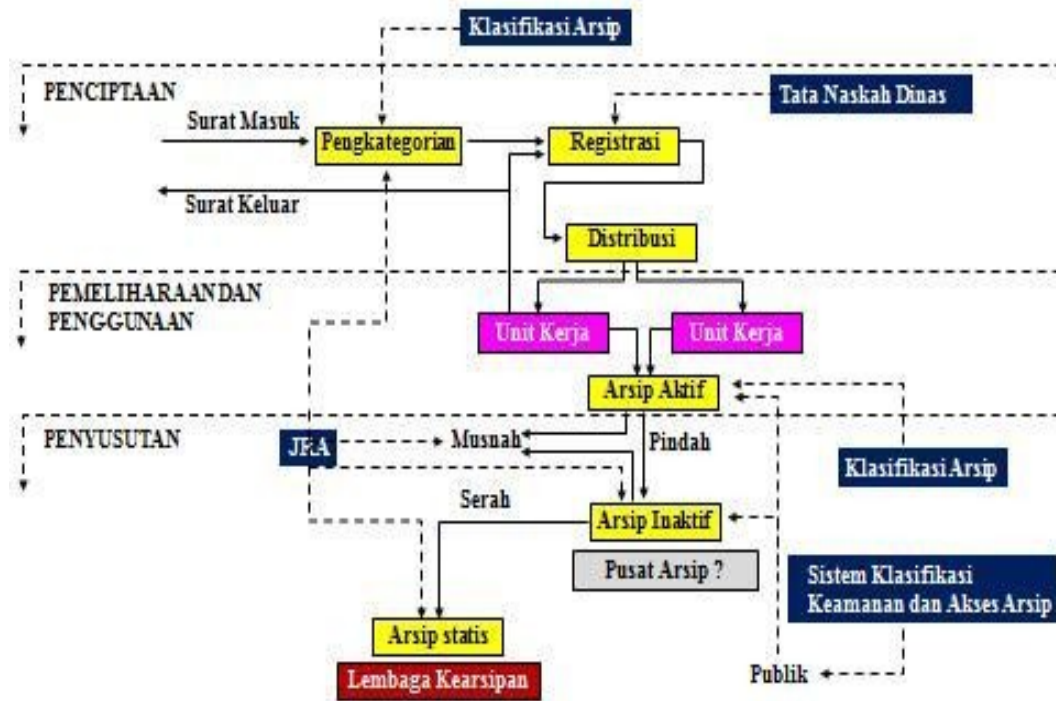 Klasifikasi Arsip
PENCIPTAAN
Tata Naskah Dinas
Surat Masuk
Pengkategorian
Registrasi
Surat Keluar
Distribusi
PEMELIHARAAN DAN
PENGGUNAAN
Unit Kerja
Unit Kerja
Arsip Aktif
PENYUSUTAN
JRA
Musnah
Pindah
Klasifikasi Arsip
Serah
Arsip Inaktif
Pusat Arsip ?
Sistem Klasifikasi
Keamanan dan Akses Arsip
Arsip statis
Lembaga Kearsipan
Publik